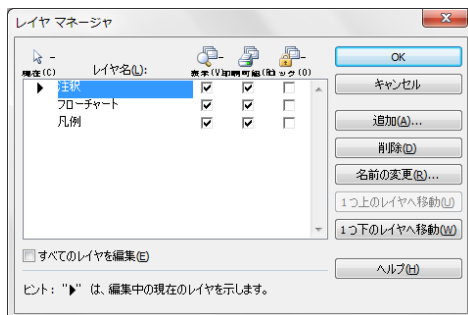 レイヤ マネージャ
現在(C) レイヤ名(L): 表示(V) 印刷可能(R) ロック(O)
注釈
フローチャート
凡例
すべてのレイヤを編集(E)
ヒント: "▶" は、編集中の現在のレイヤを示します。
OK
キャンセル
追加(A)...
削除(D)
名前の変更(R)...
1つ上のレイヤへ移動(U)
1つ下のレイヤへ移動(W)
ヘルプ(H)